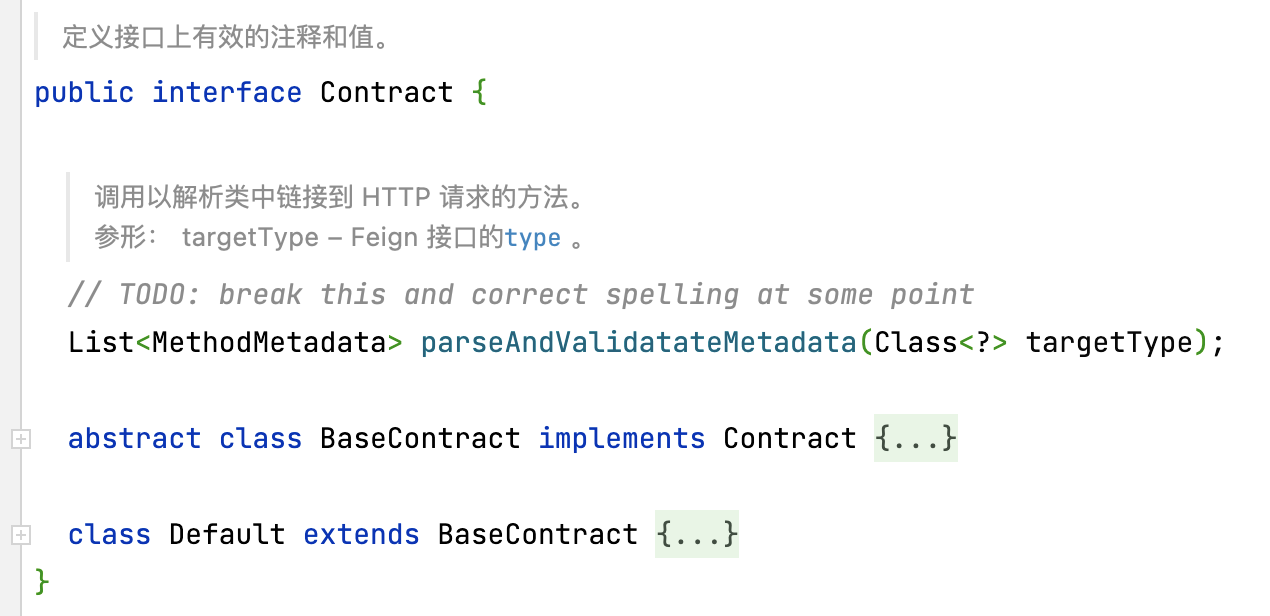 定义接口上有效的注释和值。
public interface Contract {
调用以解析类中链接到 HTTP 请求的方法。
参形： targetType – Feign 接口的type 。
// TODO: break this and correct spelling at some point
List<MethodMetadata> parseAndValidatateMetadata(Class<?> targetType);
abstract class BaseContract implements Contract {...}
class Default extends BaseContract {...}
}